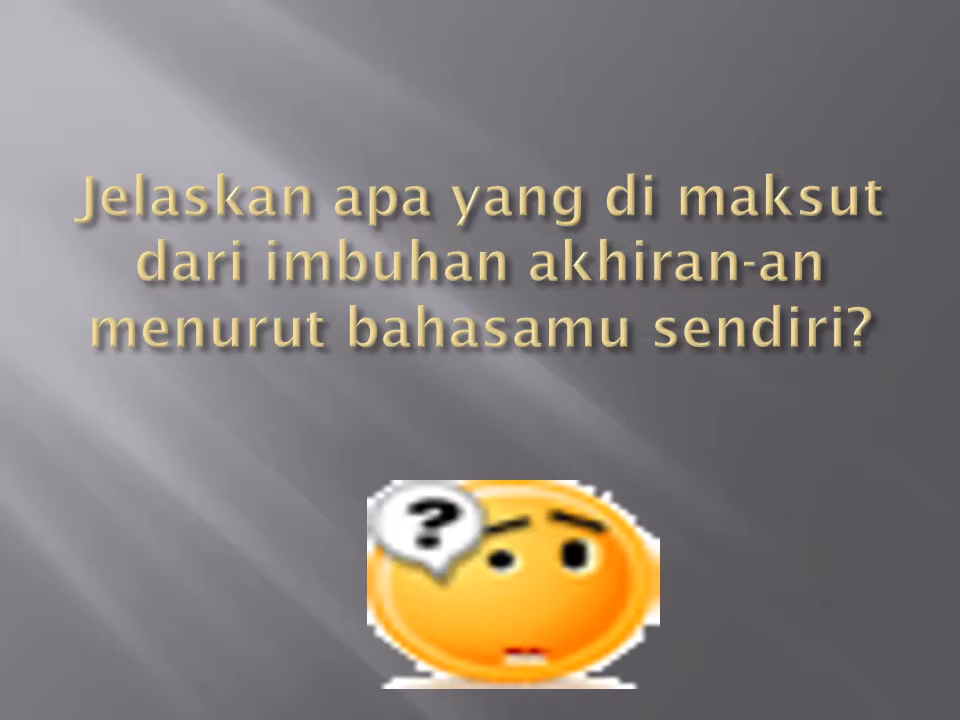 Jelaskan apa yang di maksut
dari imbuhan akhiran-an
menurut bahasamu sendiri?
?